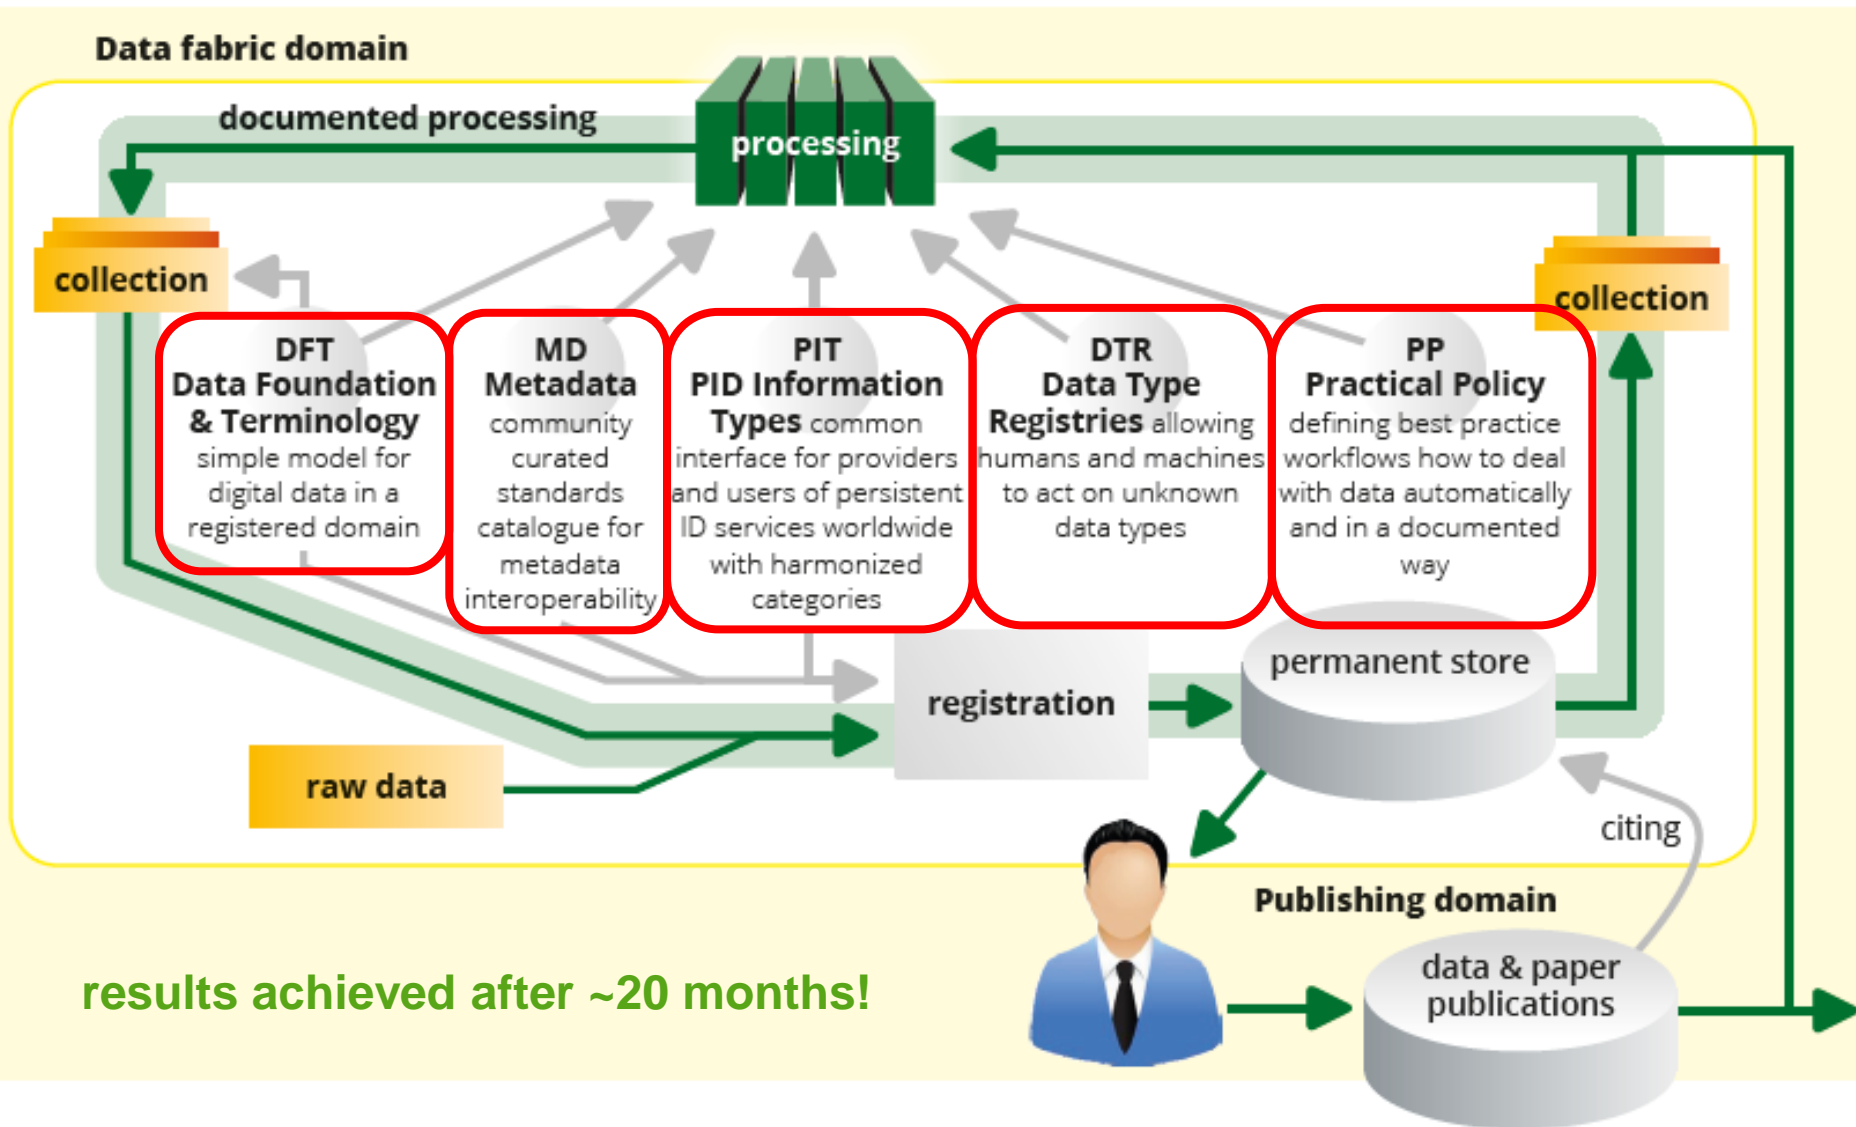 Data fabric domain
documented processing
processing
collection
collection
DFT
Data Foundation
& Terminology
simple model for
digital data in a
registered domain
MD
Metadata
community
curated
standards
catalogue for
metadata
interoperability
PIT
PID Information
Types common
interface for providers
and users of persistent
ID services worldwide
with harmonized
categories
DTR
Data Type
Registries allowing
humans and machines
to act on unknown
data types
PP
Practical Policy
defining best practice
workflows how to deal
with data automatically
and in a documented
way
permanent store
registration
raw data
citing
Publishing domain
data & paper
publications
results achieved after ~20 months!